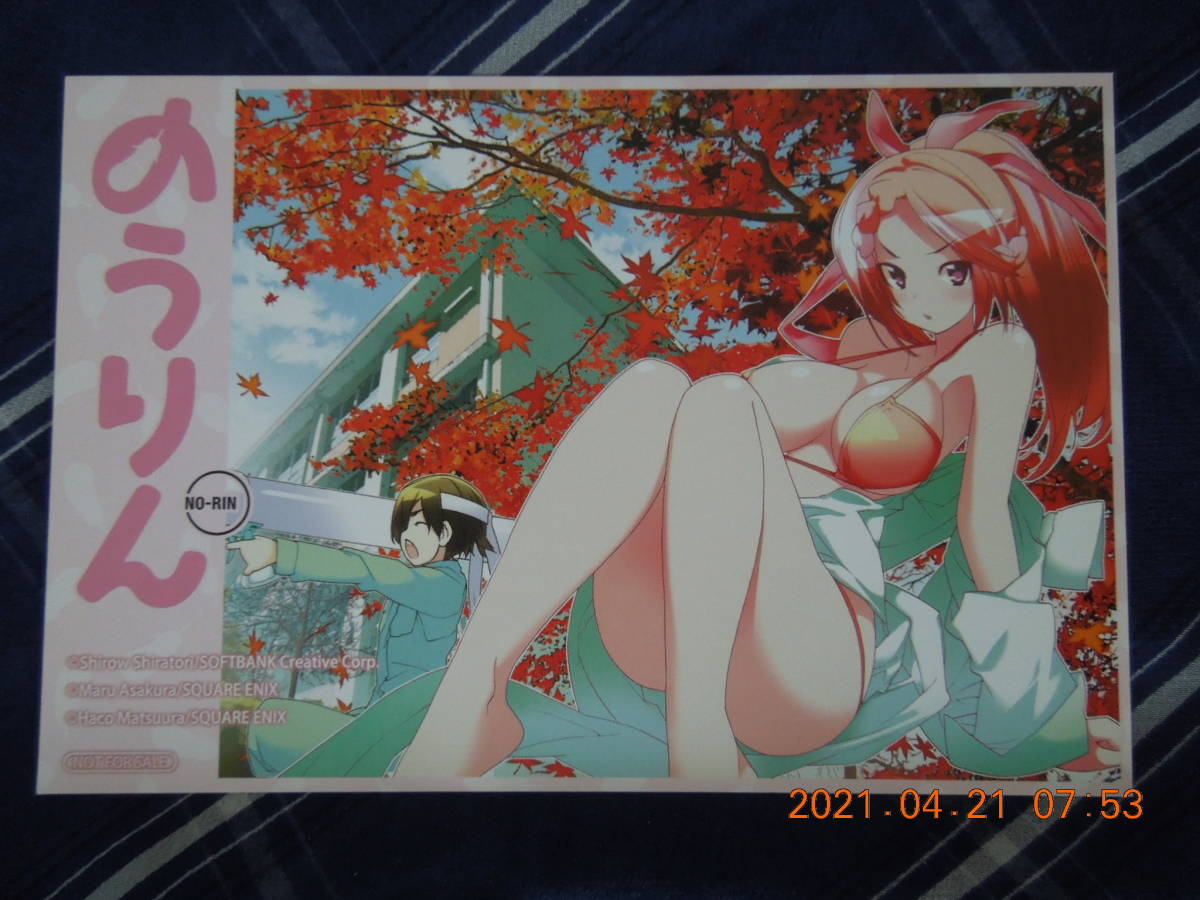 のうりん
NO-RIN
©Shirow Shiratori/SOFTBANK Creative Corp.
©Maru Asakura/SQUARE ENIX
©Haco Matsuura/SQUARE ENIX
NOT FOR SALE
2021.04.21 07:53